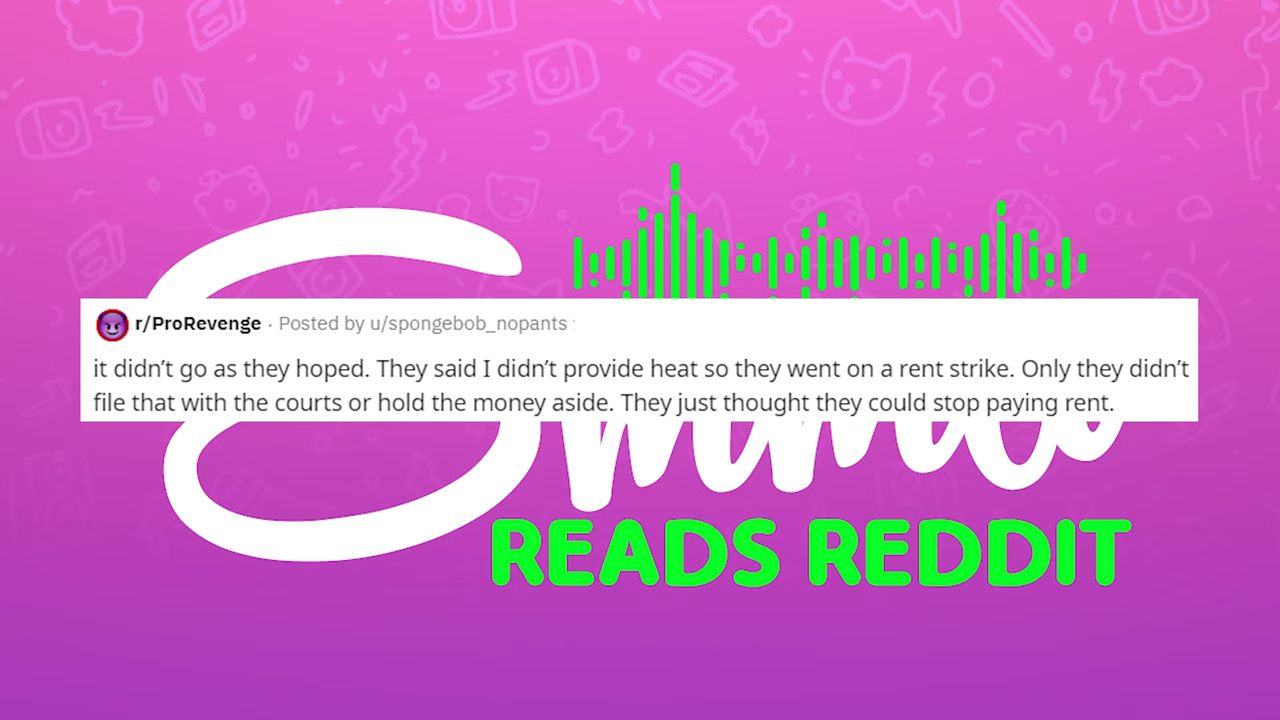 r/ProRevenge · Posted by u/spongebob_nopants
it didn’t go as they hoped. They said I didn’t provide heat so they went on a rent strike. Only they didn’t
file that with the courts or hold the money aside. They just thought they could stop paying rent.
READS REDDIT